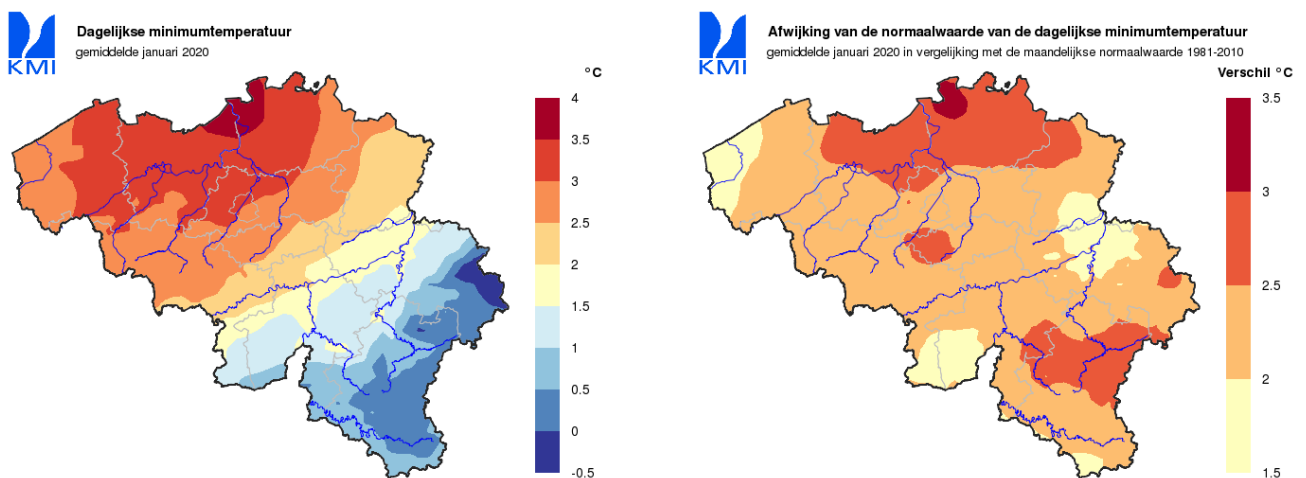 KMI
Dagelijkse minimumtemperatuur
gemiddelde januari 2020
°C
4
3.5
3
2.5
2
1.5
1
0.5
0
-0.5
KMI
Afwijking van de normaalwaarde van de dagelijkse minimumtemperatuur
gemiddelde januari 2020 in vergelijking met de maandelijkse normaalwaarde 1981-2010
Verschil °C
3.5
3
2.5
2
1.5